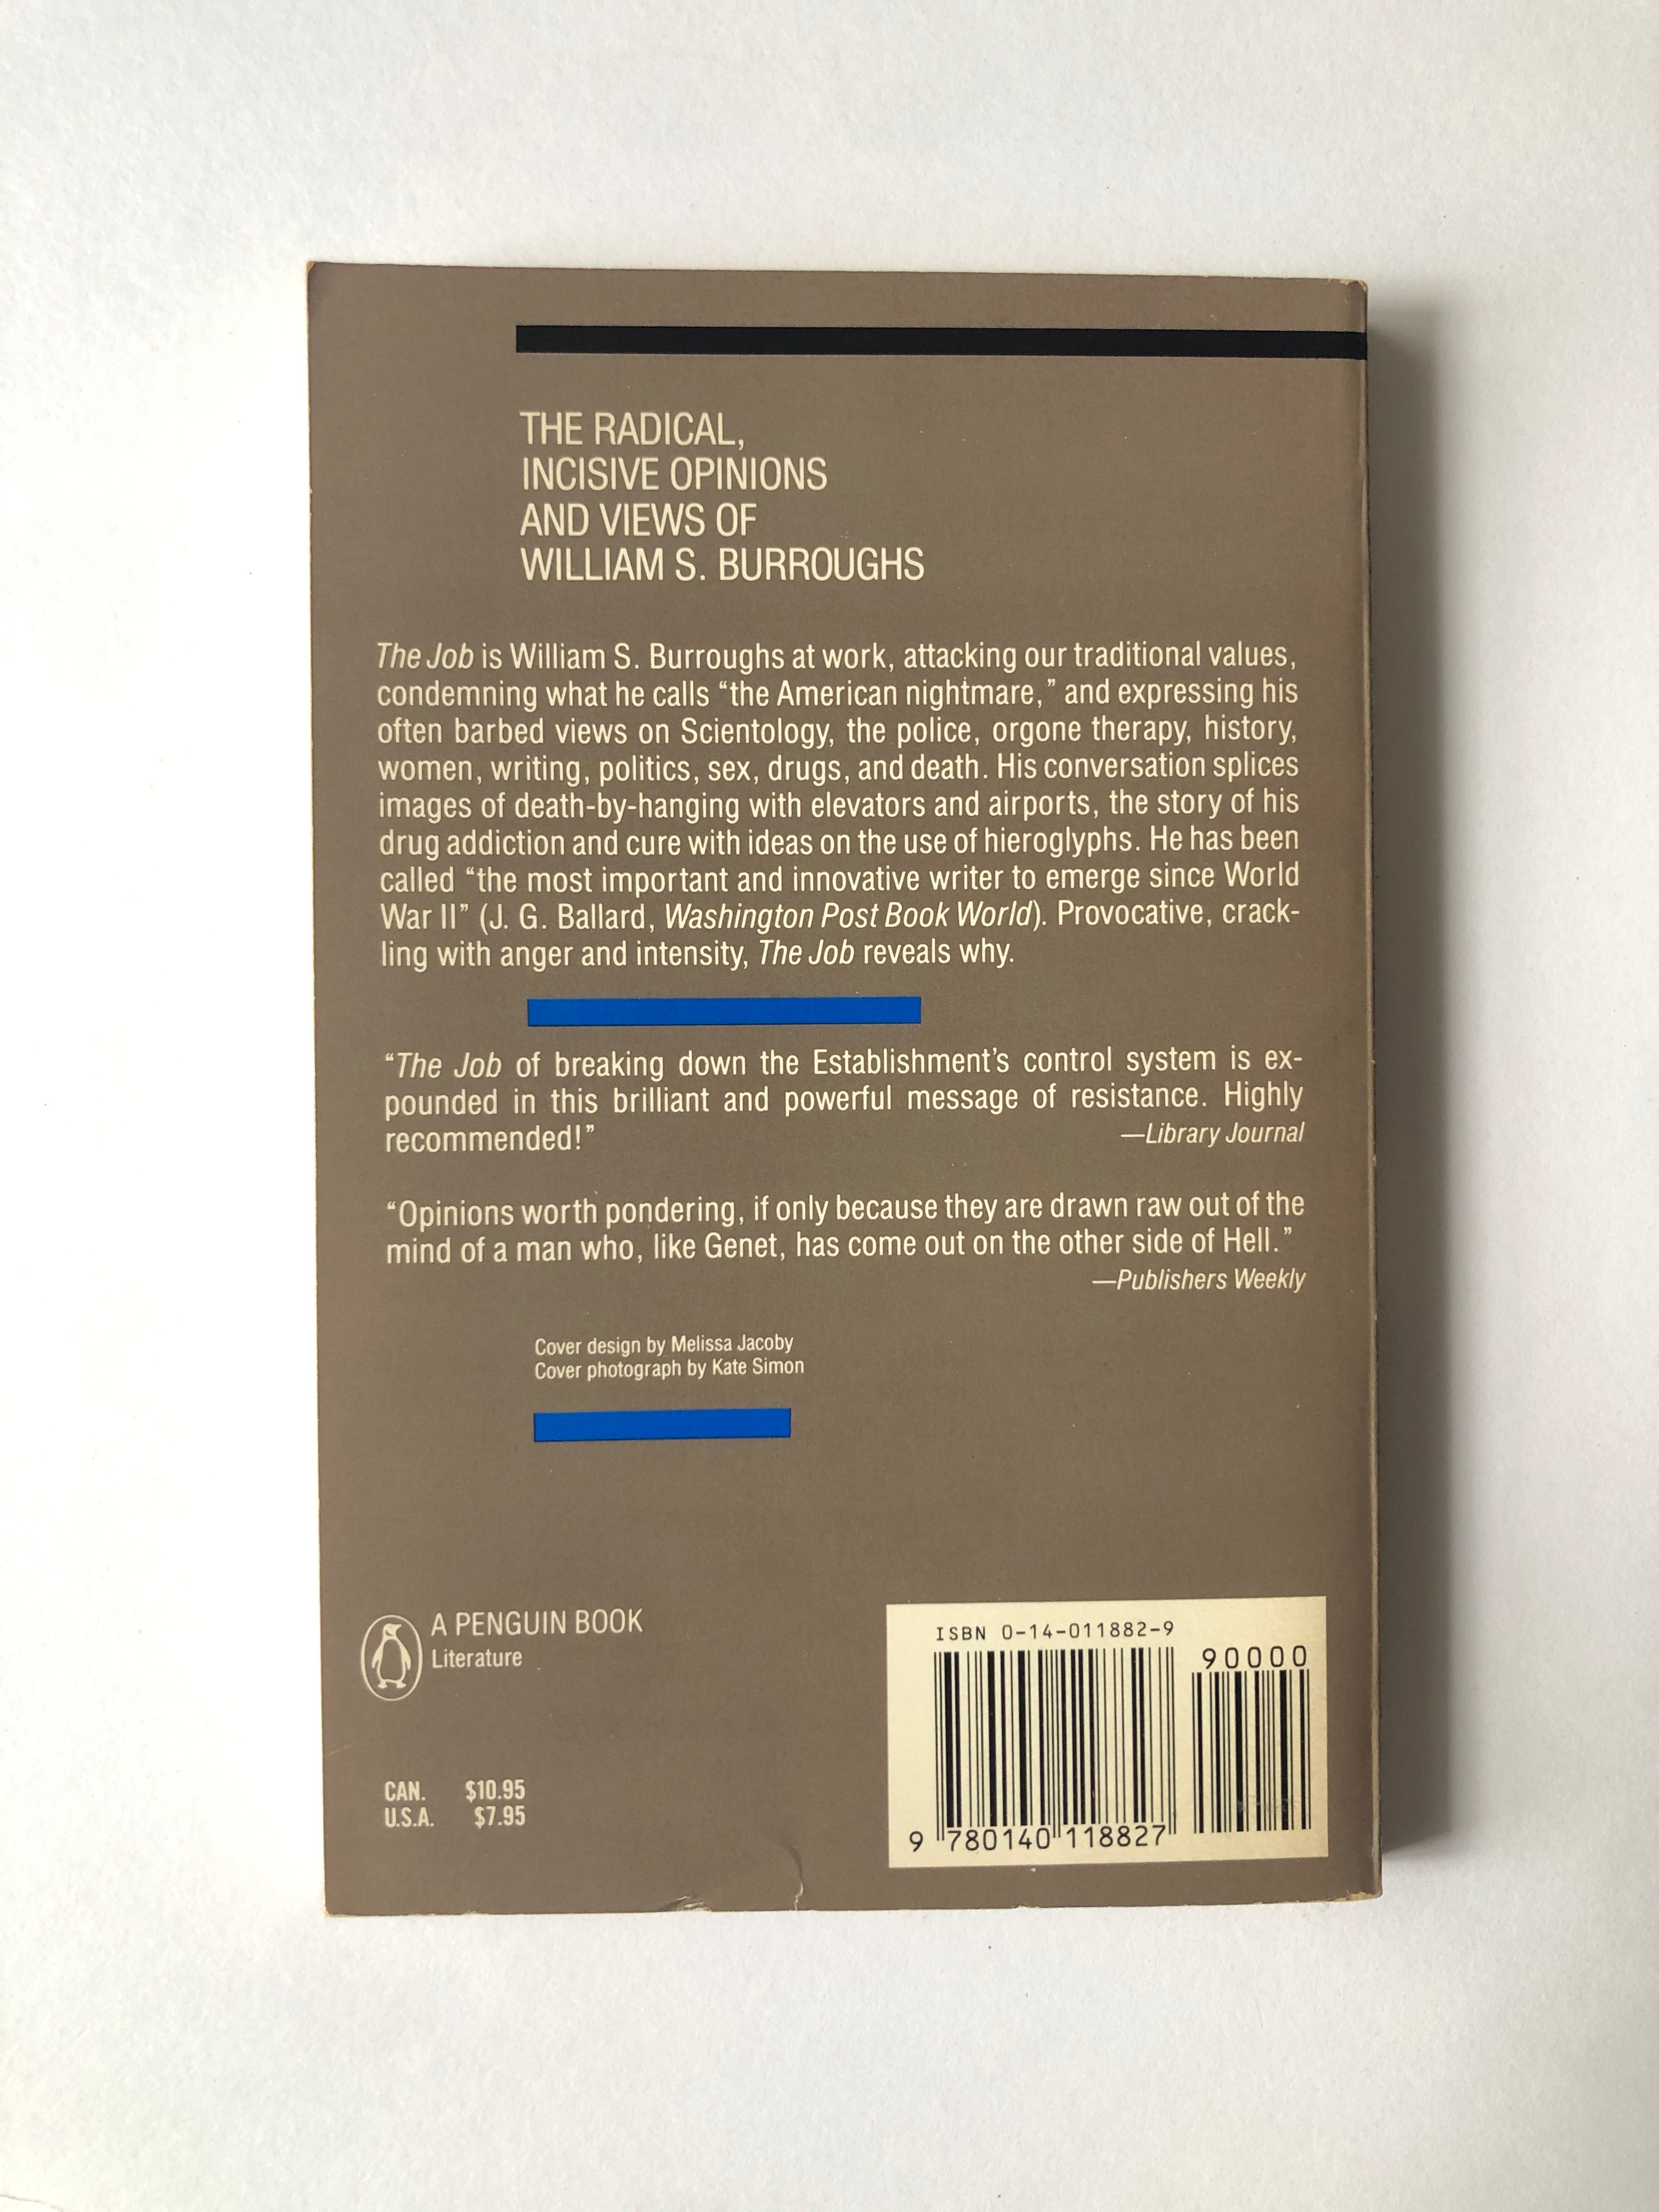 THE RADICAL,
INCISIVE OPINIONS
AND VIEWS OF
WILLIAM S. BURROUGHS
The Job is William S. Burroughs at work, attacking our traditional values,
condemning what he calls “the American nightmare,” and expressing his
often barbed views on Scientology, the police, orgone therapy, history,
women, writing, politics, sex, drugs, and death. His conversation splices
images of death-by-hanging with elevators and airports, the story of his
drug addiction and cure with ideas on the use of hieroglyphs. He has been
called “the most important and innovative writer to emerge since World
War II” (J. G. Ballard, Washington Post Book World). Provocative, crack-
ling with anger and intensity, The Job reveals why.
“The Job of breaking down the Establishment’s control system is ex-
pounded in this brilliant and powerful message of resistance. Highly
recommended!” —Library Journal
“Opinions worth pondering, if only because they are drawn raw out of the
mind of a man who, like Genet, has come out on the other side of Hell.”
—Publishers Weekly
Cover design by Melissa Jacoby
Cover photograph by Kate Simon
A PENGUIN BOOK
Literature
CAN. $10.95
U.S.A. $7.95
ISBN 0-14-011882-9
90000
9 780140 118827